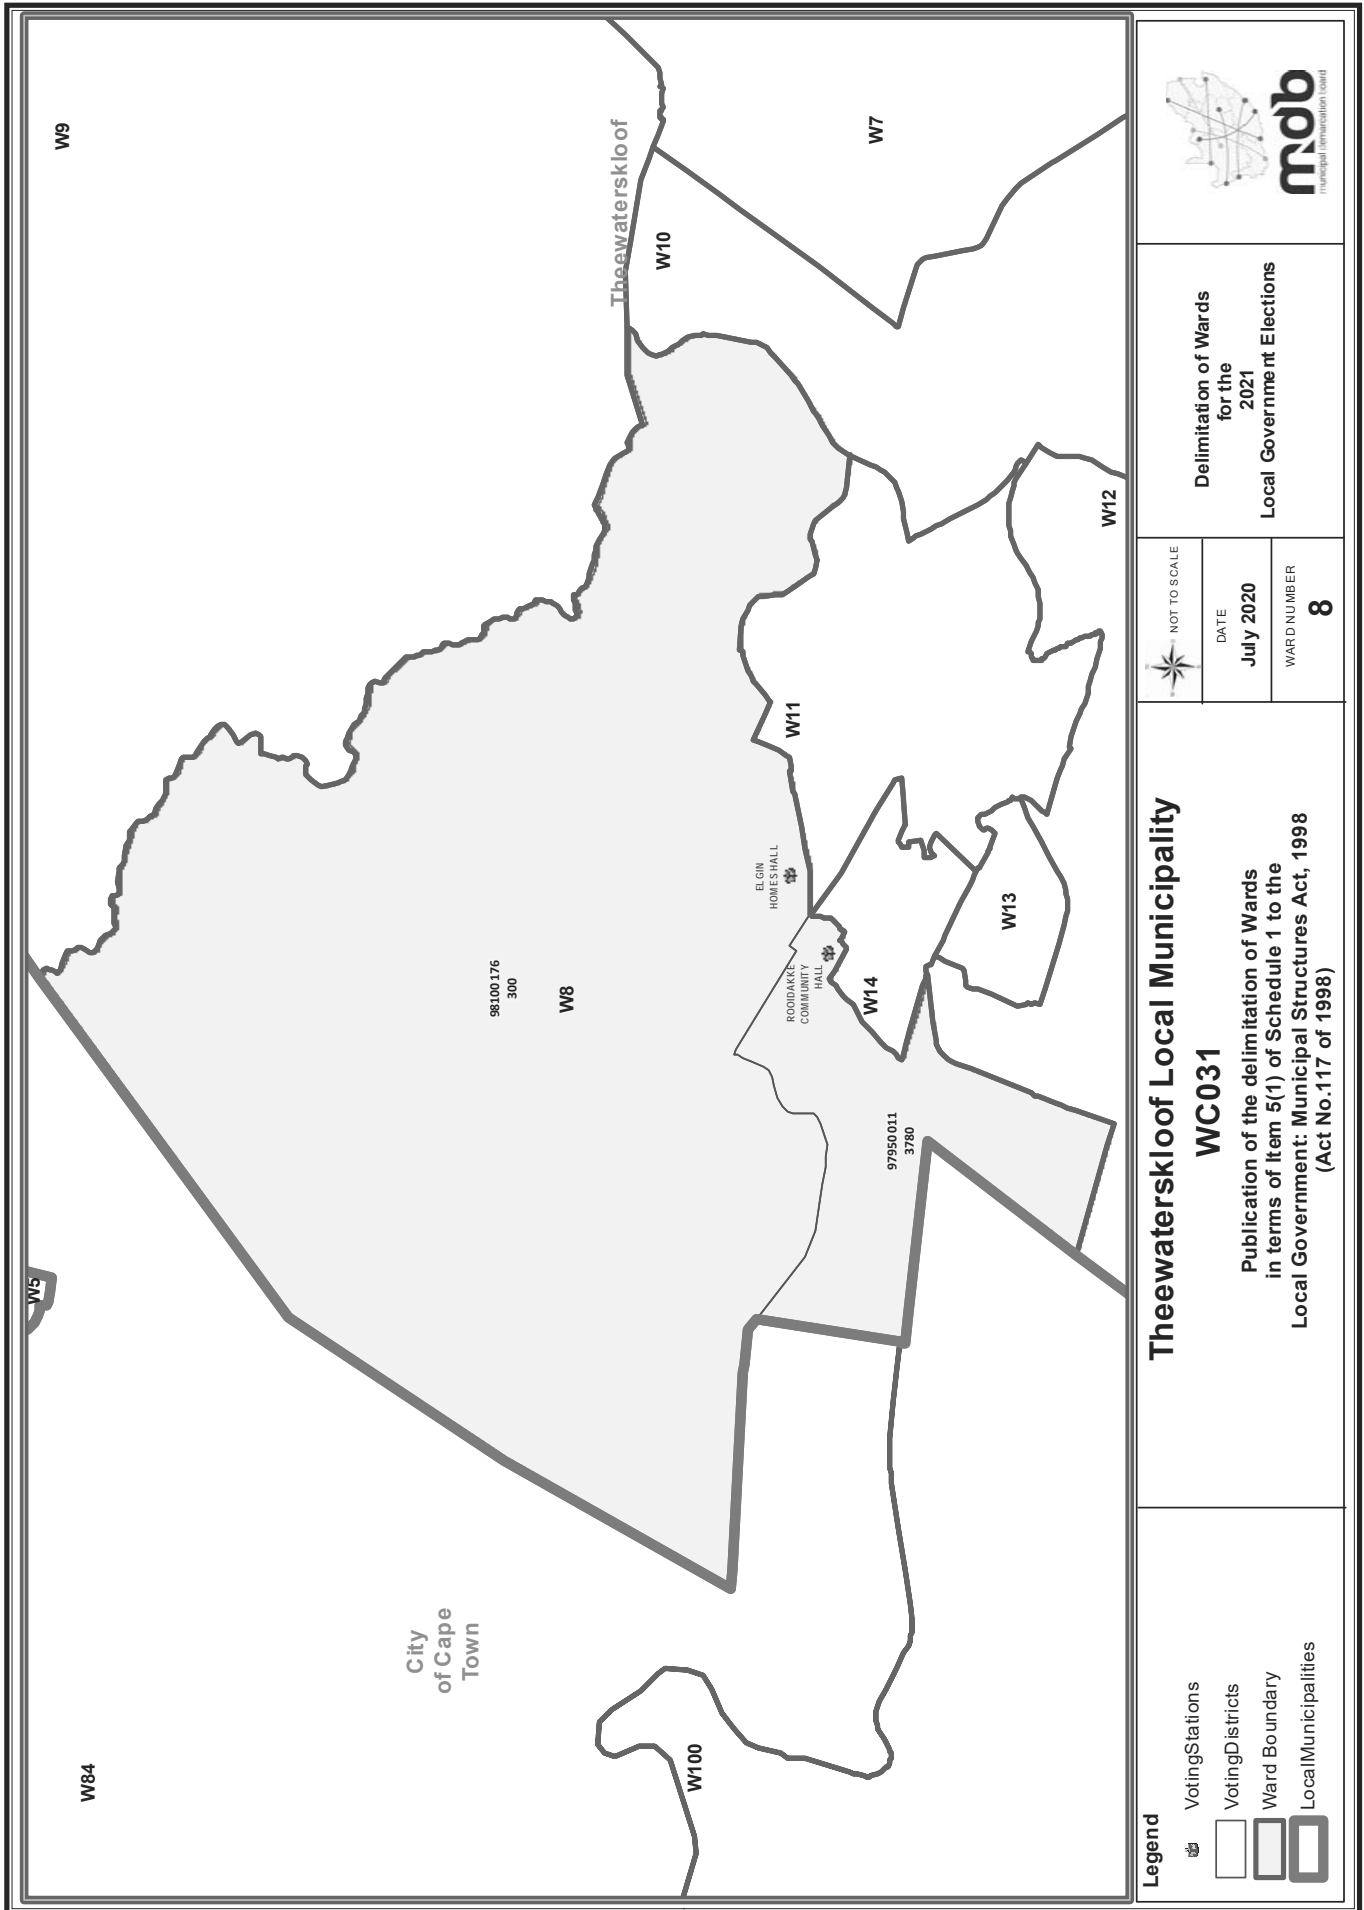 W9
W84
W5
City
of Cape
Town
Theewaterskloof
W10
W7
98100176
300
W8
ELGIN
HOMES HALL
W11
ROOIDAKKE
COMMUNITY
HALL
W14
97950011
3780
W13
W12
W100
Legend
VotingStations
VotingDistricts
Ward Boundary
LocalMunicipalities
Theewaterskloof Local Municipality
WC031
Publication of the delimitation of Wards
in terms of Item 5(1) of Schedule 1 to the
Local Government: Municipal Structures Act, 1998
(Act No.117 of 1998)
NOT TO SCALE
DATE
July 2020
WARD NUMBER
8
Delimitation of Wards
for the
2021
Local Government Elections
mdb
municipal demarcation board